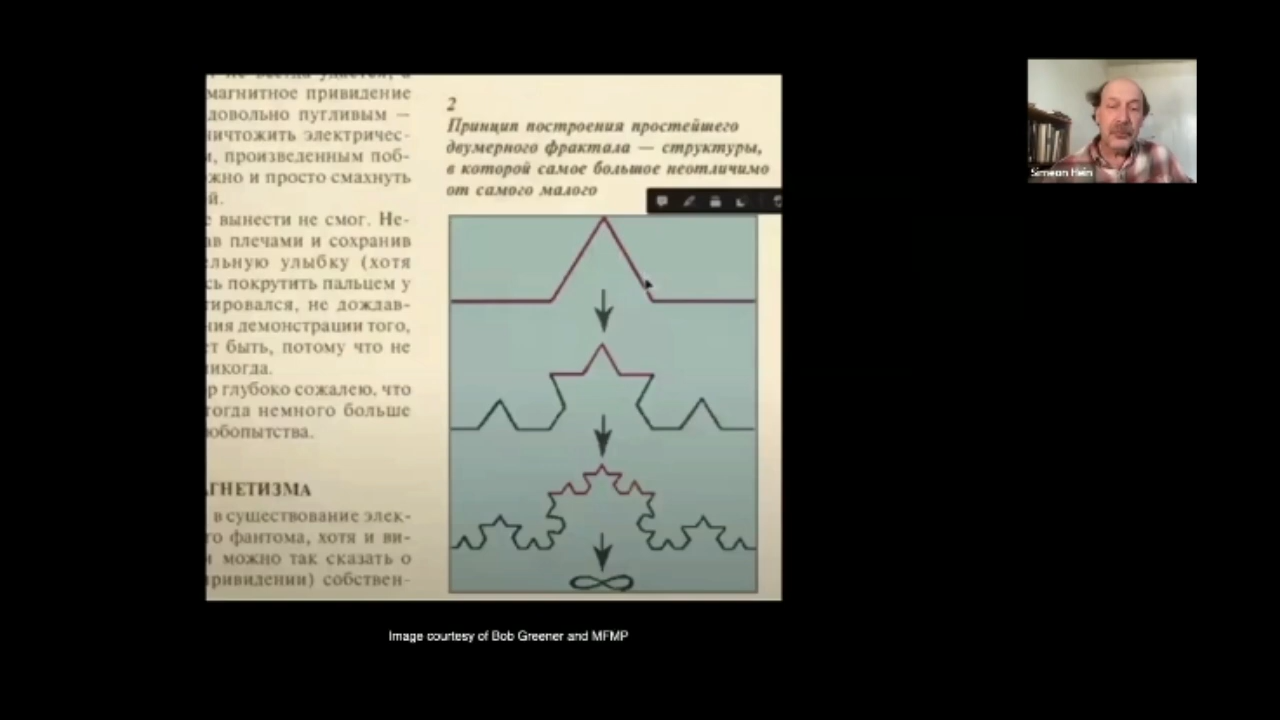 магнитное привидение
довольно пугливым —
ничтожить электричес-
и, произведенным поб-
ожно и просто смахнуть
й.
е вынести не смог. Не-
ав плечами и сохранив
ельную улыбку (хотя
сь покрутить пальцем у
тировался, не дождав-
ния демонстрации того,
ет быть, потому что не
никогда.
р глубоко сожалею, что
тогда немного больше
юбопытства.
АГНЕТИЗМА
в существование элек-
го фантома, хотя и ви-
и можно так сказать о
привидении) собствен-
2
Принцип построения простейшего
двумерного фрактала — структуры,
в которой самое большое неотличимо
от самого малого
Simeon Hein
Image courtesy of Bob Greener and MFMP